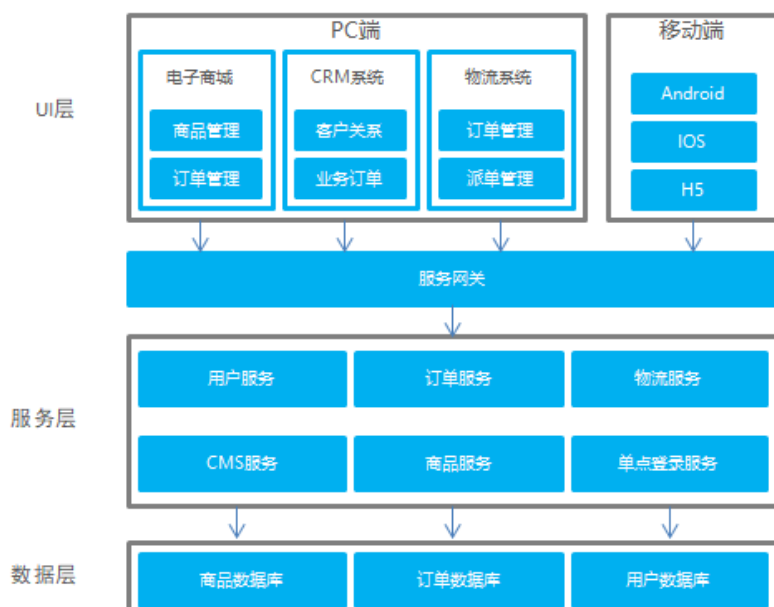 PC端
移动端
电子商城
CRM系统
物流系统
商品管理
客户关系
订单管理
订单管理
业务订单
派单管理
Android
IOS
H5
UI层
服务网关
用户服务
订单服务
物流服务
服务层
CMS服务
商品服务
单点登录服务
数据层
商品数据库
订单数据库
用户数据库